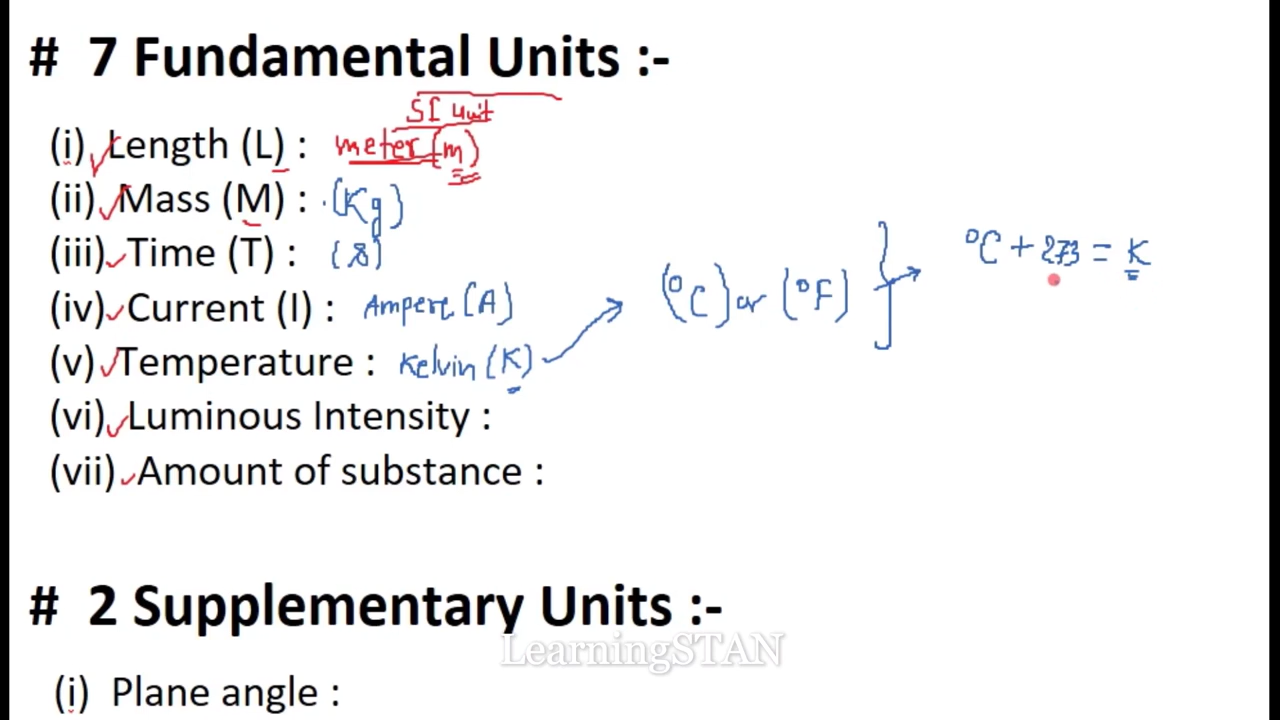 # 7 Fundamental Units :-
SI unit
(i) Length (L) : meter (m)
(ii) Mass (M) : (Kg)
(iii) Time (T) : (s)
(iv) Current (I) : Ampere (A)
(v) Temperature : Kelvin (K)
(°C) or (°F)
°C + 273 = K
(vi) Luminous Intensity :
(vii) Amount of substance :
# 2 Supplementary Units :-
LearningSTAN
(i) Plane angle :